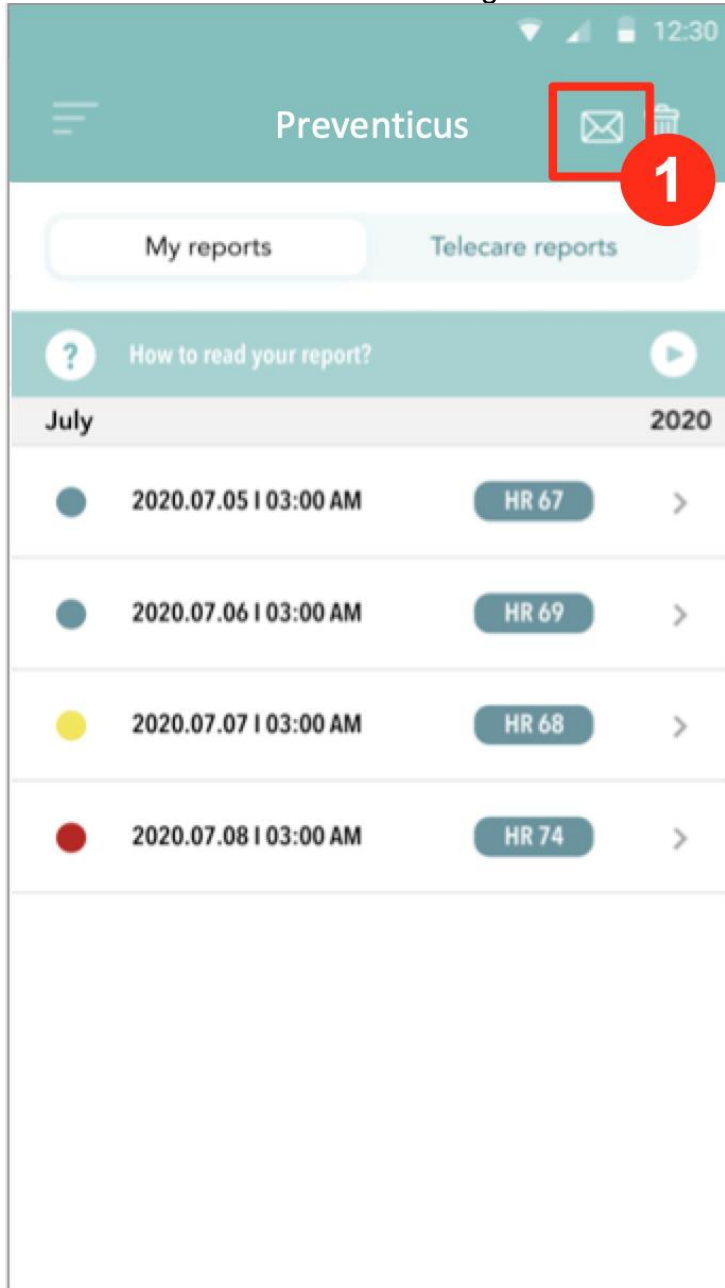 12:30
Preventicus
1
My reports Telecare reports
? How to read your report?
July 2020
2020.07.05 I 03:00 AM HR 67 >
2020.07.06 I 03:00 AM HR 69 >
2020.07.07 I 03:00 AM HR 68 >
2020.07.08 I 03:00 AM HR 74 >